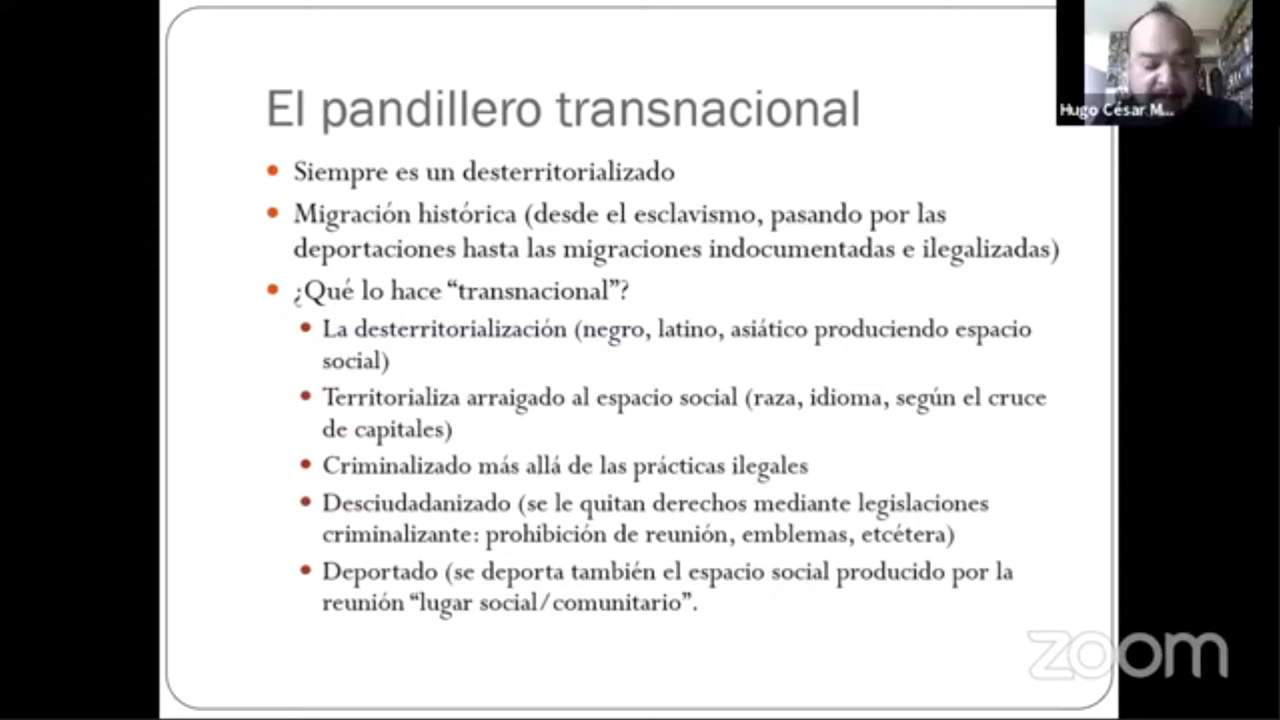 El pandillero transnacional
Siempre es un desterritorializado
Migración histórica (desde el esclavismo, pasando por las
deportaciones hasta las migraciones indocumentadas e ilegalizadas)
¿Qué lo hace “transnacional”?
La desterritorialización (negro, latino, asiático produciendo espacio
social)
Territorializa arraigado al espacio social (raza, idioma, según el cruce
de capitales)
Criminalizado más allá de las prácticas ilegales
Desciudadanizado (se le quitan derechos mediante legislaciones
criminalizante: prohibición de reunión, emblemas, etcétera)
Deportado (se deporta también el espacio social producido por la
reunión “lugar social/comunitario”.
Hugo César M...
zoom